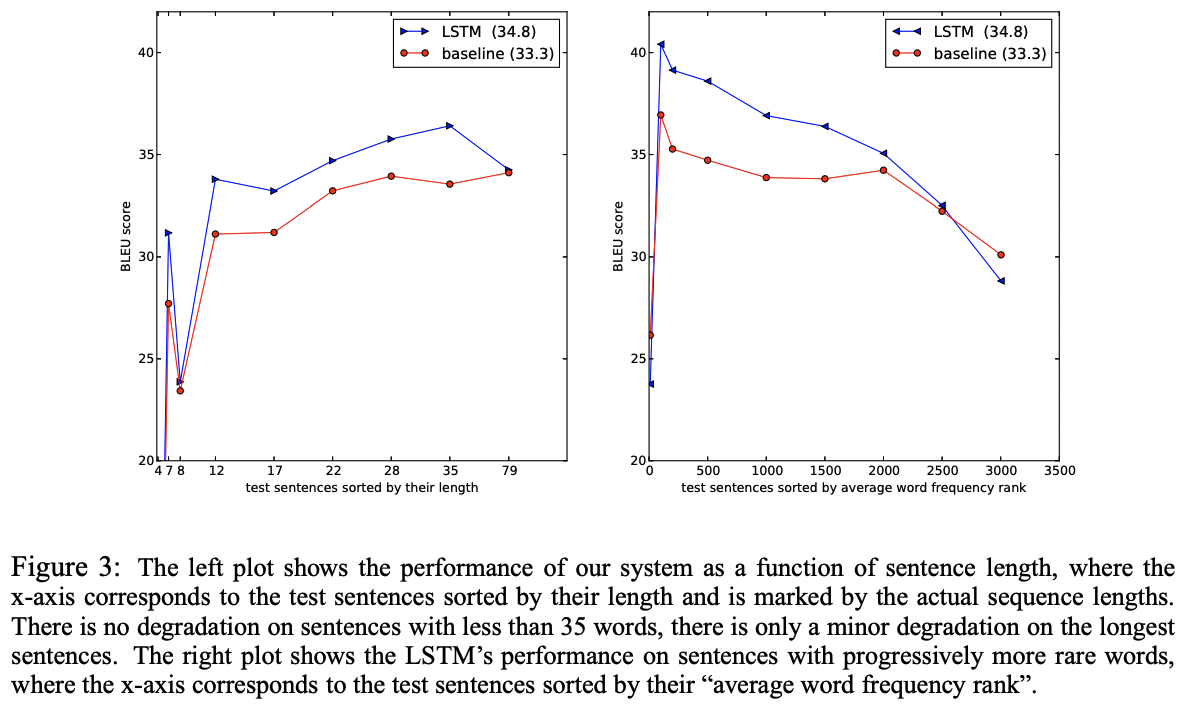 LSTM (34.8)
baseline (33.3)
40
35
30
25
20
BLEU score
4 7 8 12 17 22 28 35 79
test sentences sorted by their length
LSTM (34.8)
baseline (33.3)
40
35
30
25
20
BLEU score
0 500 1000 1500 2000 2500 3000 3500
test sentences sorted by average word frequency rank
Figure 3: The left plot shows the performance of our system as a function of sentence length, where the
x-axis corresponds to the test sentences sorted by their length and is marked by the actual sequence lengths.
There is no degradation on sentences with less than 35 words, there is only a minor degradation on the longest
sentences. The right plot shows the LSTM’s performance on sentences with progressively more rare words,
where the x-axis corresponds to the test sentences sorted by their “average word frequency rank”.